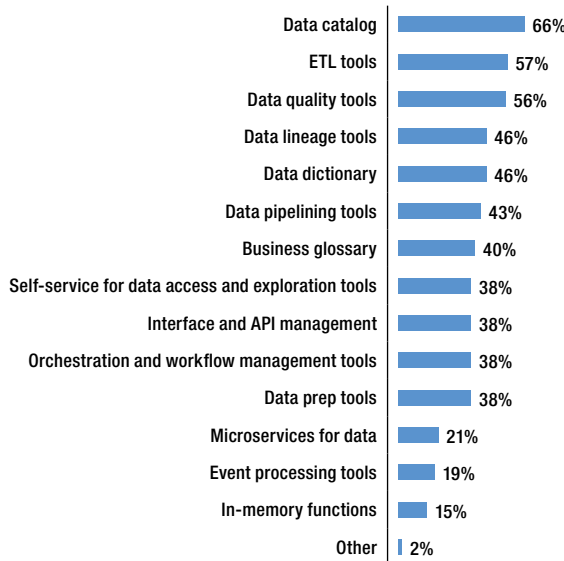 Data catalog 66%
ETL tools 57%
Data quality tools 56%
Data lineage tools 46%
Data dictionary 46%
Data pipelining tools 43%
Business glossary 40%
Self-service for data access and exploration tools 38%
Interface and API management 38%
Orchestration and workflow management tools 38%
Data prep tools 38%
Microservices for data 21%
Event processing tools 19%
In-memory functions 15%
Other 2%